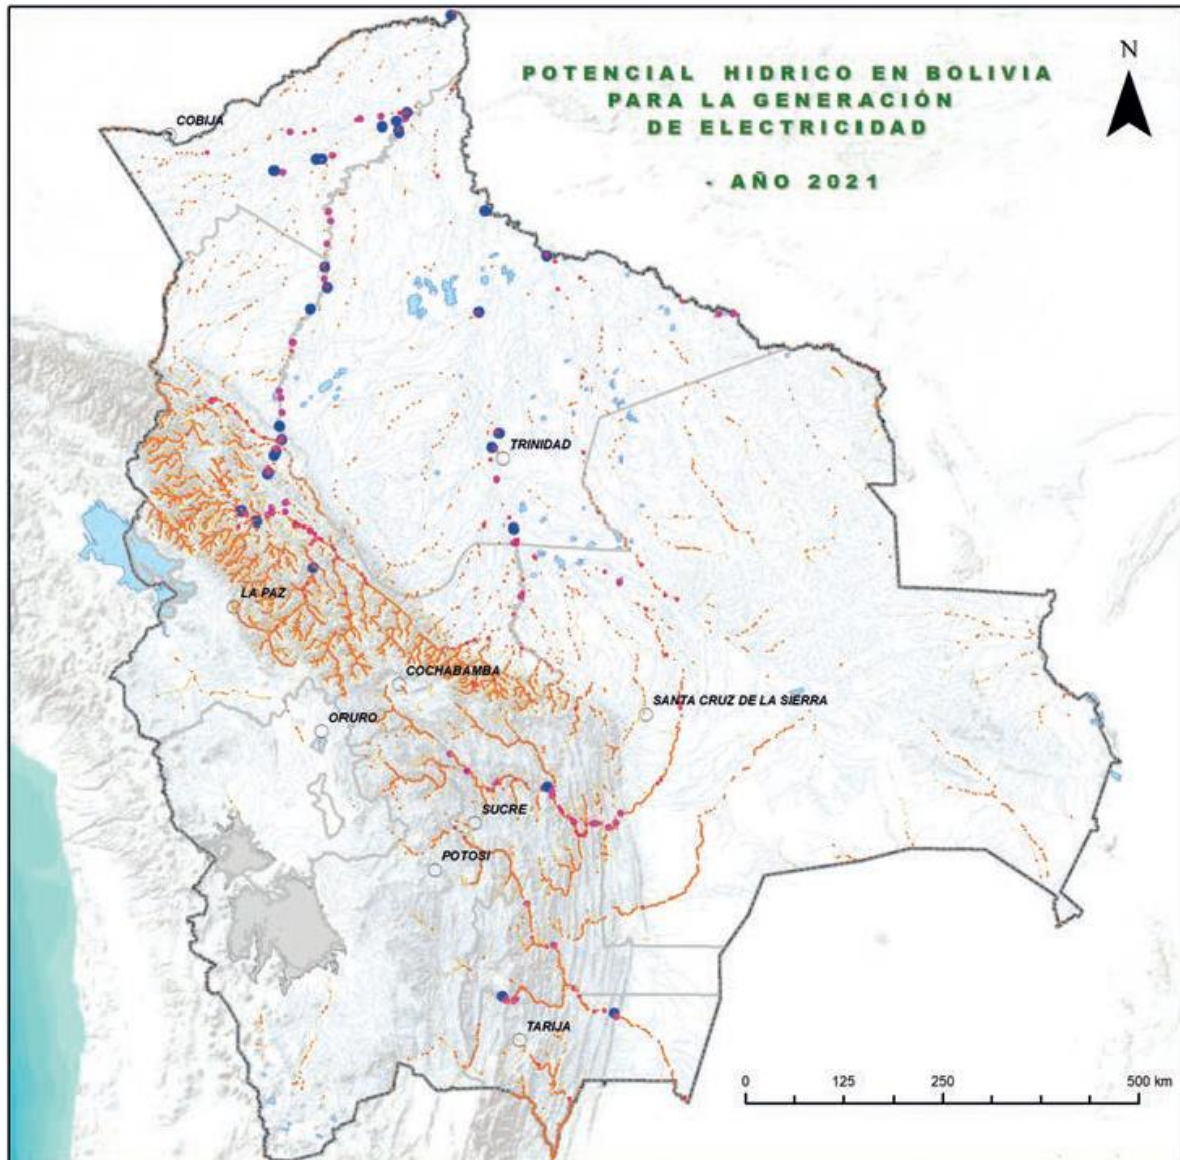 POTENCIAL HIDRICO EN BOLIVIA
PARA LA GENERACIÓN
DE ELECTRICIDAD
- AÑO 2021
N
COBIJA
TRINIDAD
LA PAZ
COCHABAMBA
SANTA CRUZ DE LA SIERRA
ORURO
SUCRE
POTOSI
TARIJA
0 125 250 500 km